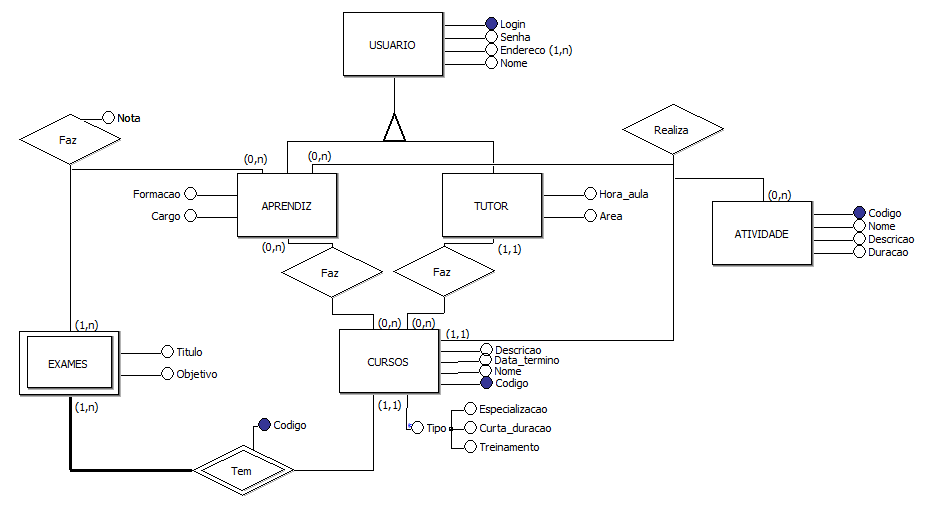 USUARIO
Login
Senha
Endereco (1,n)
Nome
Nota
Faz
Realiza
(0,n)
(0,n)
Formacao
Cargo
APRENDIZ
TUTOR
Hora_aula
Area
(0,n)
ATIVIDADE
Codigo
Nome
Descricao
Duracao
(0,n)
(1,1)
Faz
Faz
(1,n)
(0,n)
(0,n)
(1,1)
EXAMES
Titulo
Objetivo
CURSOS
Descricao
Data_termino
Nome
Codigo
(1,n)
(1,1)
Codigo
Tipo
Especializacao
Curta_duracao
Treinamento
Tem